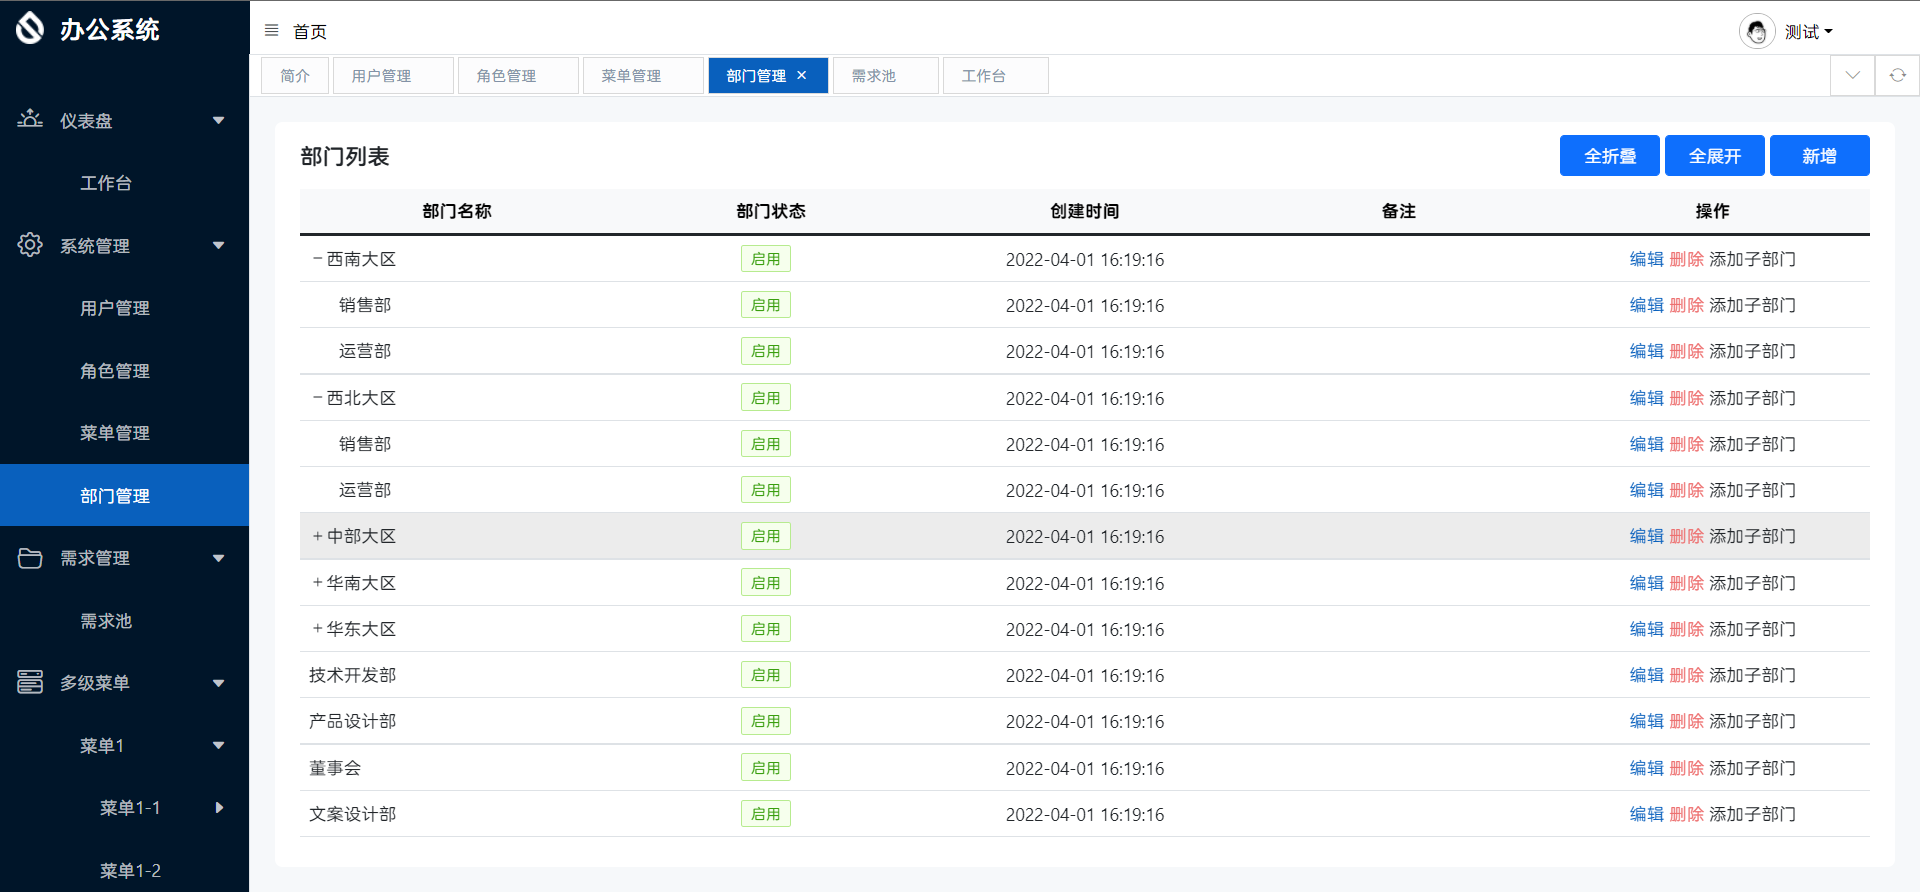 办公系统
首页
测试
简介 用户管理 角色管理 菜单管理 部门管理 × 需求池 工作台
仪表盘
工作台
系统管理
用户管理
角色管理
菜单管理
部门管理
需求管理
需求池
多级菜单
菜单1
菜单1-1
菜单1-2
部门列表
全折叠 全展开 新增
部门名称 部门状态 创建时间 备注 操作
－西南大区 启用 2022-04-01 16:19:16 编辑 删除 添加子部门
销售部 启用 2022-04-01 16:19:16 编辑 删除 添加子部门
运营部 启用 2022-04-01 16:19:16 编辑 删除 添加子部门
－西北大区 启用 2022-04-01 16:19:16 编辑 删除 添加子部门
销售部 启用 2022-04-01 16:19:16 编辑 删除 添加子部门
运营部 启用 2022-04-01 16:19:16 编辑 删除 添加子部门
+中部大区 启用 2022-04-01 16:19:16 编辑 删除 添加子部门
+华南大区 启用 2022-04-01 16:19:16 编辑 删除 添加子部门
+华东大区 启用 2022-04-01 16:19:16 编辑 删除 添加子部门
技术开发部 启用 2022-04-01 16:19:16 编辑 删除 添加子部门
产品设计部 启用 2022-04-01 16:19:16 编辑 删除 添加子部门
董事会 启用 2022-04-01 16:19:16 编辑 删除 添加子部门
文案设计部 启用 2022-04-01 16:19:16 编辑 删除 添加子部门